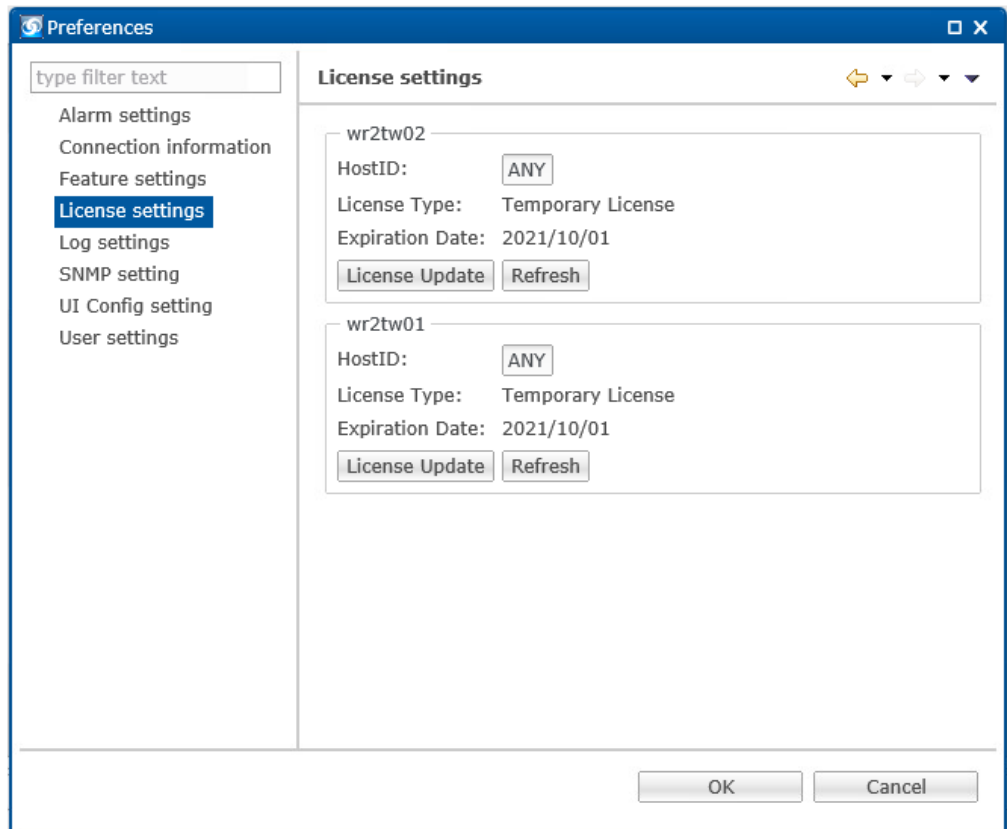 Preferences
type filter text
Alarm settings
Connection information
Feature settings
License settings
Log settings
SNMP setting
UI Config setting
User settings
License settings
wr2tw02
HostID: ANY
License Type: Temporary License
Expiration Date: 2021/10/01
License Update Refresh
wr2tw01
HostID: ANY
License Type: Temporary License
Expiration Date: 2021/10/01
License Update Refresh
OK Cancel